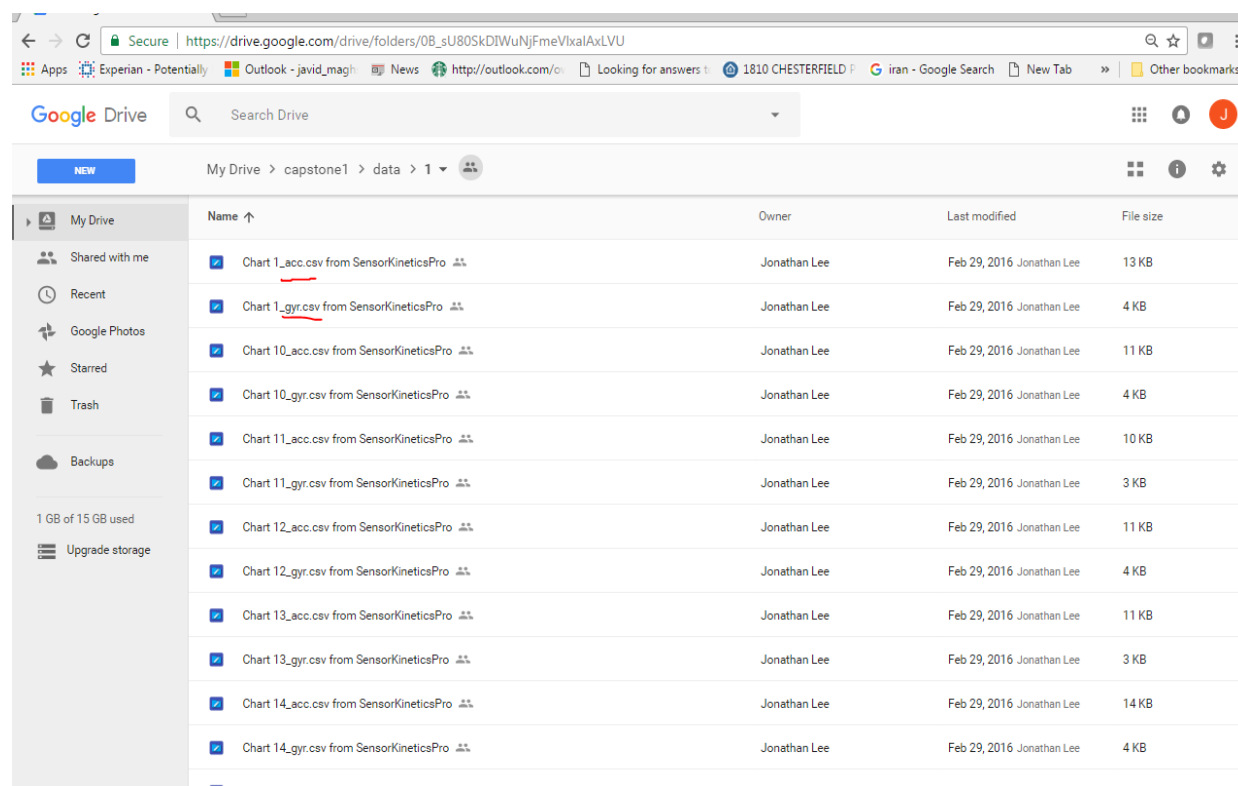 Secure | https://drive.google.com/drive/folders/0B_sU80SkDIWuNjFmeVlxalAxLVU
Apps Experian - Potentially Outlook - javid_magh News http://outlook.com/o Looking for answers t 1810 CHESTERFIELD P iran - Google Search New Tab » Other bookmarks
Google Drive Search Drive J
NEW My Drive > capstone1 > data > 1
My Drive
Shared with me
Recent
Google Photos
Starred
Trash
Backups
1 GB of 15 GB used
Upgrade storage
Name Owner Last modified File size
Chart 1_acc.csv from SensorKineticsPro Jonathan Lee Feb 29, 2016 Jonathan Lee 13 KB
Chart 1_gyr.csv from SensorKineticsPro Jonathan Lee Feb 29, 2016 Jonathan Lee 4 KB
Chart 10_acc.csv from SensorKineticsPro Jonathan Lee Feb 29, 2016 Jonathan Lee 11 KB
Chart 10_gyr.csv from SensorKineticsPro Jonathan Lee Feb 29, 2016 Jonathan Lee 4 KB
Chart 11_acc.csv from SensorKineticsPro Jonathan Lee Feb 29, 2016 Jonathan Lee 10 KB
Chart 11_gyr.csv from SensorKineticsPro Jonathan Lee Feb 29, 2016 Jonathan Lee 3 KB
Chart 12_acc.csv from SensorKineticsPro Jonathan Lee Feb 29, 2016 Jonathan Lee 11 KB
Chart 12_gyr.csv from SensorKineticsPro Jonathan Lee Feb 29, 2016 Jonathan Lee 4 KB
Chart 13_acc.csv from SensorKineticsPro Jonathan Lee Feb 29, 2016 Jonathan Lee 11 KB
Chart 13_gyr.csv from SensorKineticsPro Jonathan Lee Feb 29, 2016 Jonathan Lee 3 KB
Chart 14_acc.csv from SensorKineticsPro Jonathan Lee Feb 29, 2016 Jonathan Lee 14 KB
Chart 14_gyr.csv from SensorKineticsPro Jonathan Lee Feb 29, 2016 Jonathan Lee 4 KB